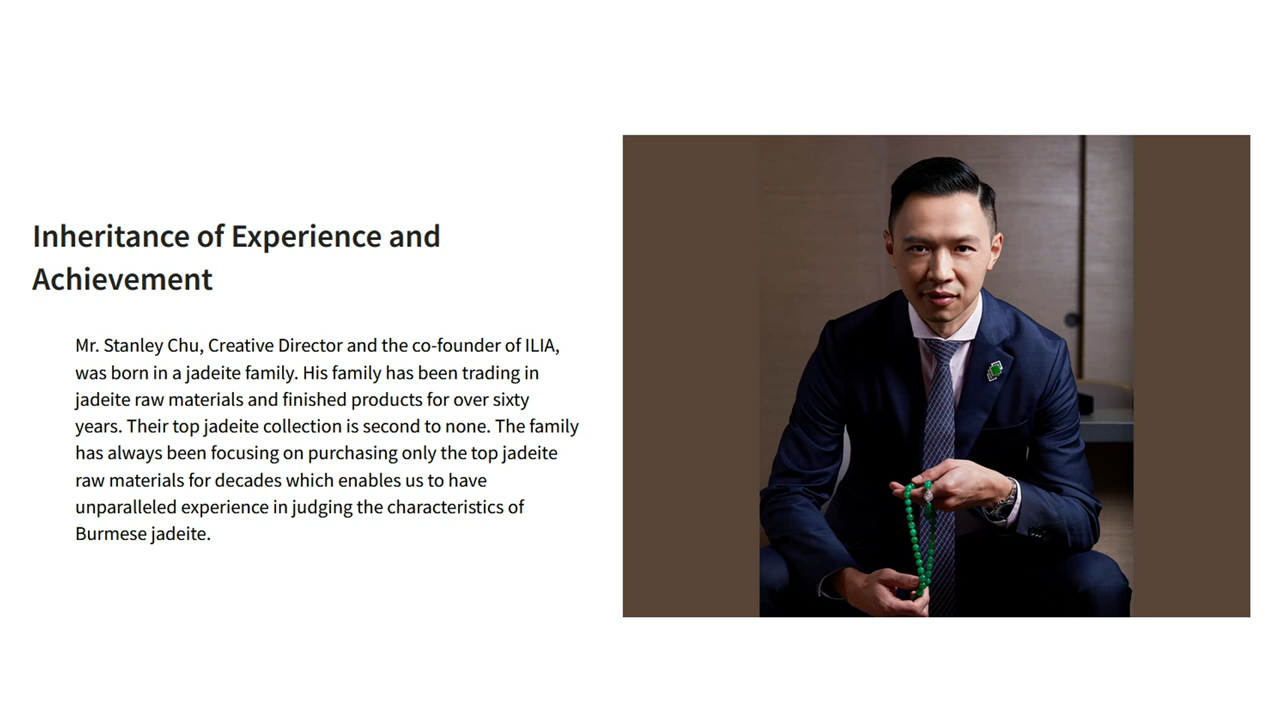 Inheritance of Experience and
Achievement
Mr. Stanley Chu, Creative Director and the co-founder of ILIA,
was born in a jadeite family. His family has been trading in
jadeite raw materials and finished products for over sixty
years. Their top jadeite collection is second to none. The family
has always been focusing on purchasing only the top jadeite
raw materials for decades which enables us to have
unparalleled experience in judging the characteristics of
Burmese jadeite.